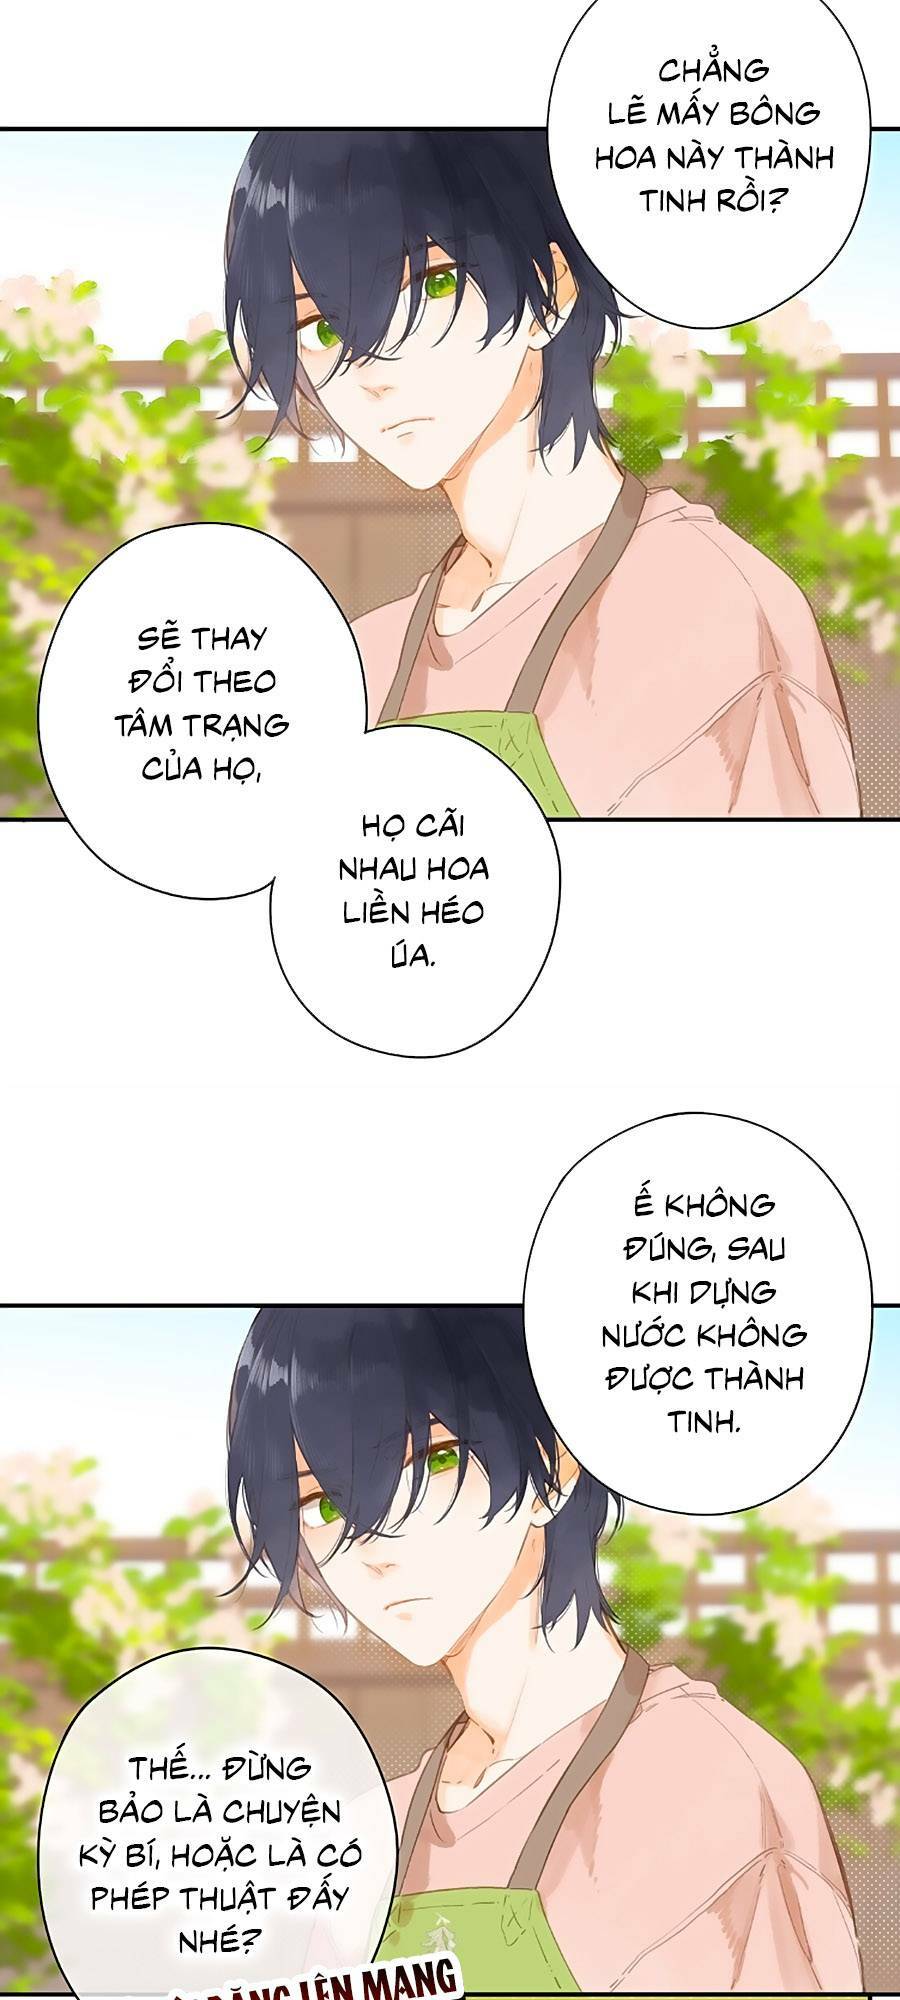 CHẲNG
LẼ MẤY BÔNG
HOA NÀY THÀNH
TINH RỒI?
SẼ THAY
ĐỔI THEO
TÂM TRẠNG
CỦA HỌ,
HỌ CÃI
NHAU HOA
LIỀN HÉO
ÚA.
Ế KHÔNG
ĐÚNG, SAU
KHI DỰNG
NƯỚC KHÔNG
ĐƯỢC THÀNH
TINH.
THẾ... ĐỪNG
BẢO LÀ CHUYỆN
KỲ BÍ, HOẶC LÀ CÓ
PHÉP THUẬT ĐẤY
NHÉ?
ĐĂNG LÊN MẠNG